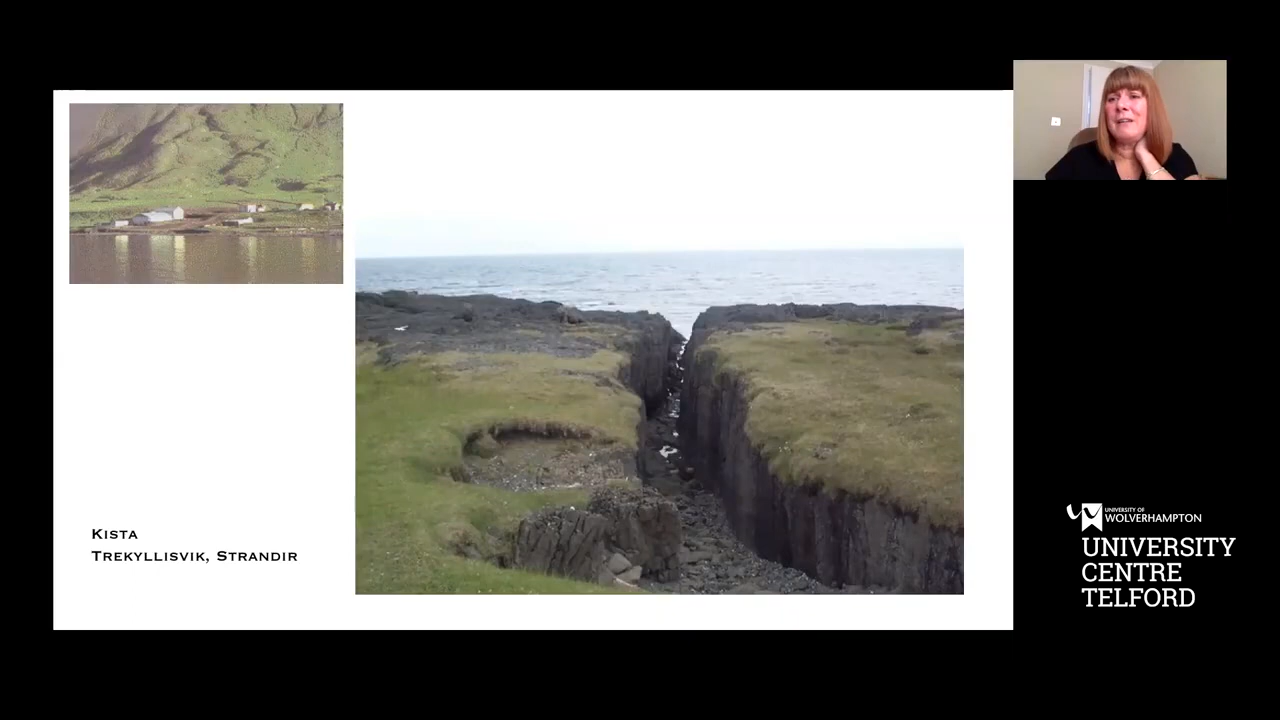 Kista
Trekyllisvik, Strandir
UNIVERSITY OF
WOLVERHAMPTON
UNIVERSITY
CENTRE
TELFORD